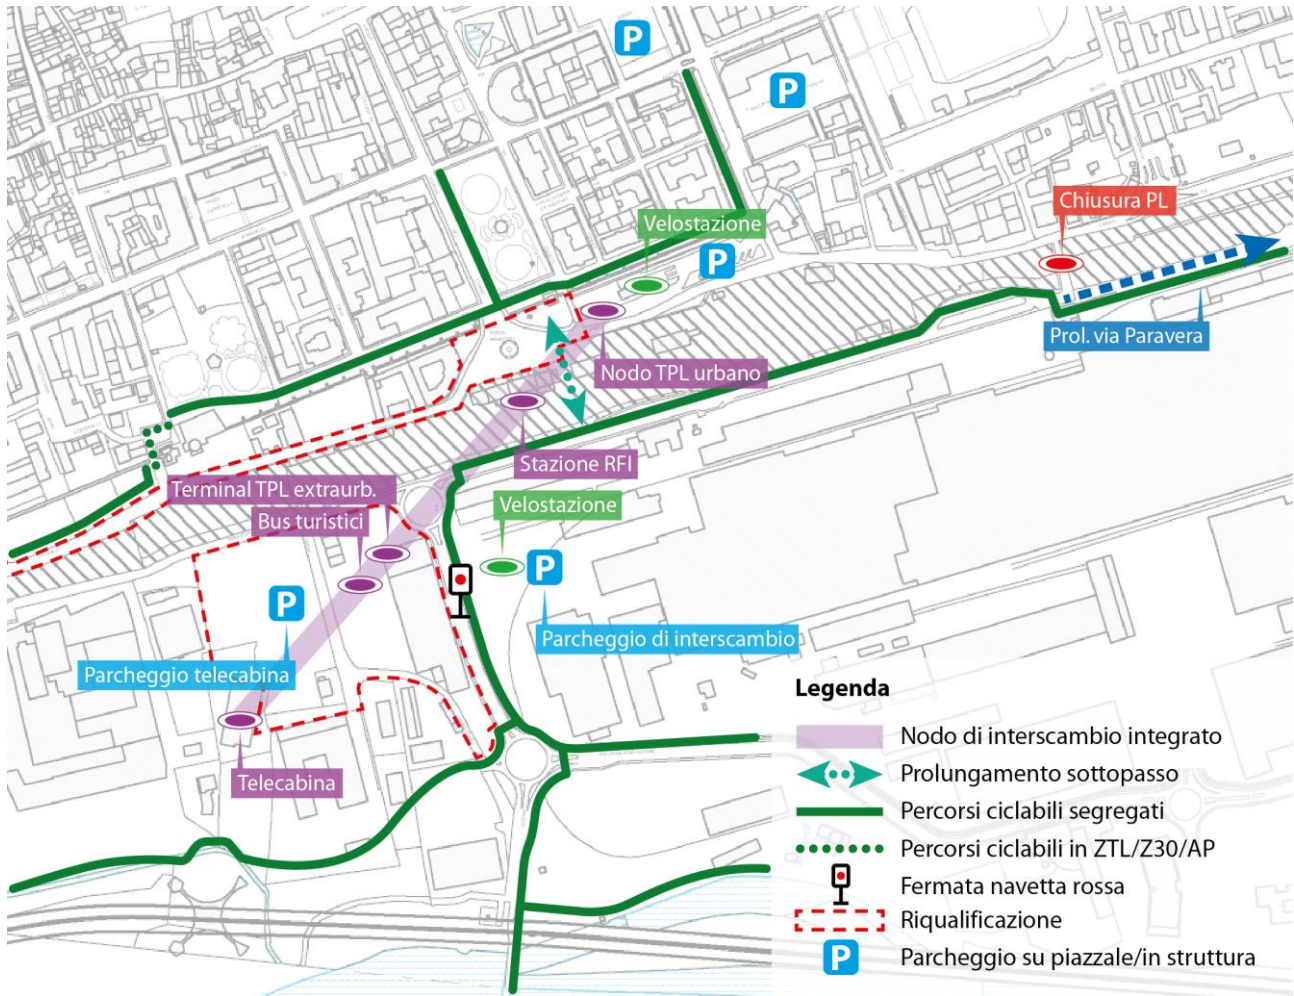 P
P
Chiusura PL
Velostazione
P
Prol. via Paravera
Nodo TPL urbano
Stazione RFI
Terminal TPL extraurb.
Bus turistici
Velostazione
P
P
Parcheggio di interscambio
Parcheggio telecabina
Telecabina
Legenda
Nodo di interscambio integrato
Prolungamento sottopasso
Percorsi ciclabili segregati
Percorsi ciclabili in ZTL/Z30/AP
Fermata navetta rossa
Riqualificazione
P Parcheggio su piazzale/in struttura